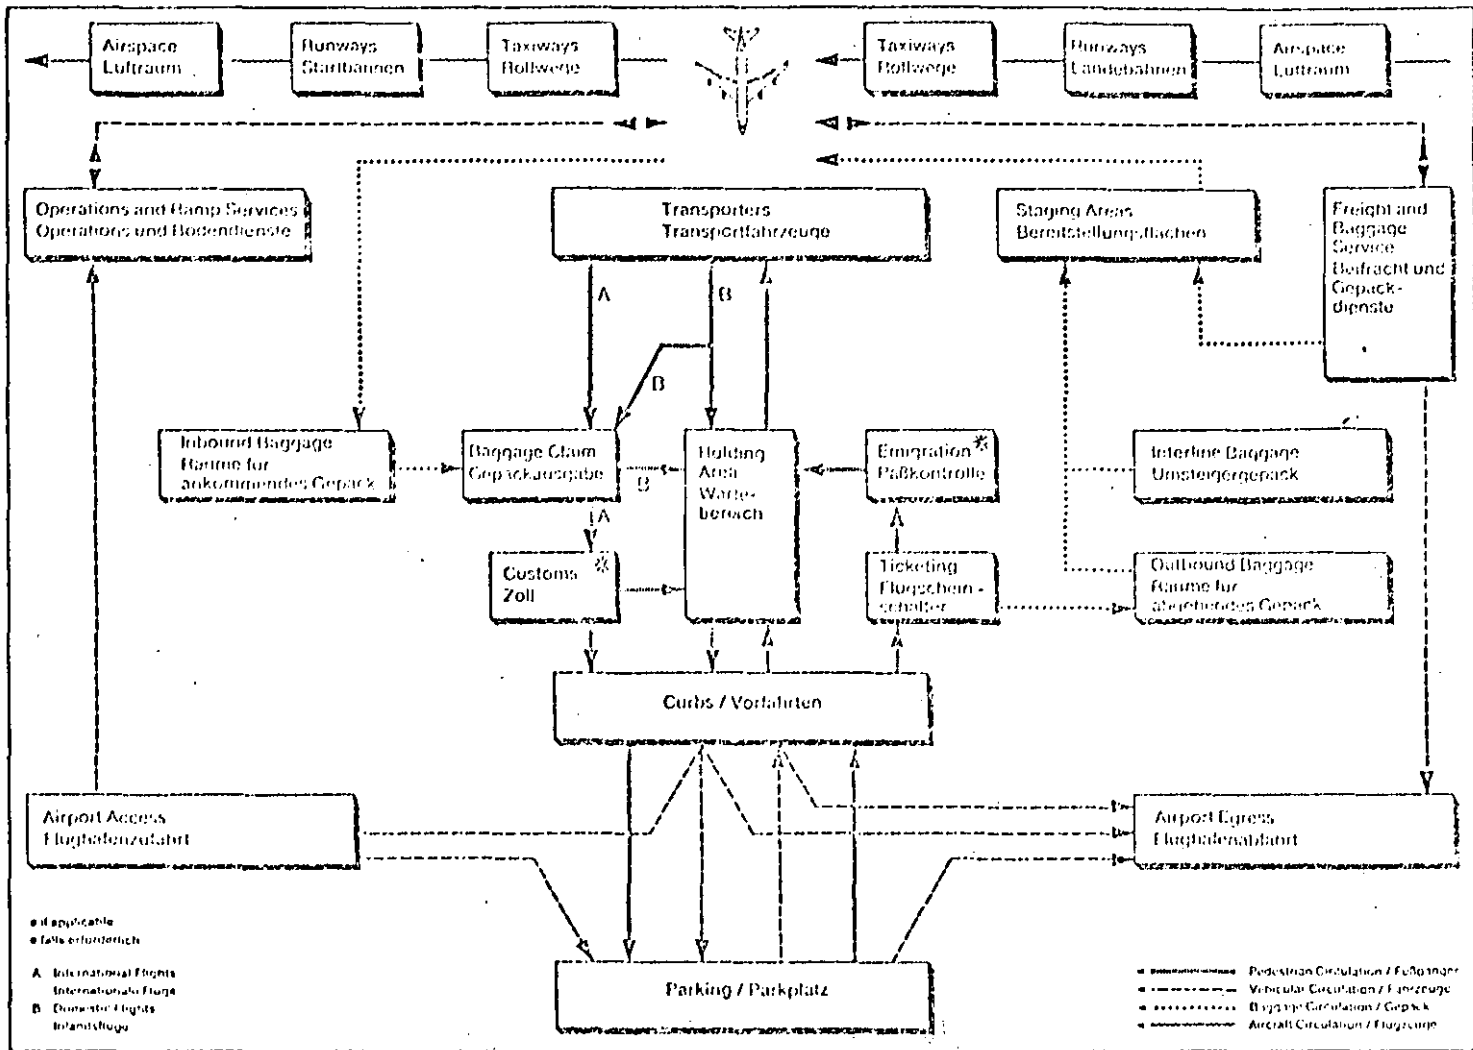 Airspace
Luftraum
Runways
Startbahnen
Taxiways
Rollwege
Taxiways
Rollwege
Runways
Landebahnen
Airspace
Luftraum
Operations and Ramp Services
Operations und Bodendienste
Transporters
Transportfahrzeuge
Staging Areas
Bereitstellungsflächen
Freight and
Baggage
Service
Beifracht und
Gepäck-
dienste
A
B
B
Inbound Baggage
Räume für
ankommendes Gepäck
Baggage Claim
Gepäckausgabe
B
Holding
Area
Warte-
bereich
Emigration *
Paßkontrolle
Interline Baggage
Umsteigergepäck
A
Customs *
Zoll
Ticketing
Flugschein-
schalter
Outbound Baggage
Räume für
abgehendes Gepäck
Curbs / Vorfahrten
Airport Access
Flughafenzufahrt
Airport Egress
Flughafenabfahrt
Parking / Parkplatz
* if applicable
* falls erforderlich
A International Flights
Internationale Flüge
B Domestic Flights
Inlandsflüge
Pedestrian Circulation / Fußgänger
Vehicular Circulation / Fahrzeuge
Baggage Circulation / Gepäck
Aircraft Circulation / Flugzeuge